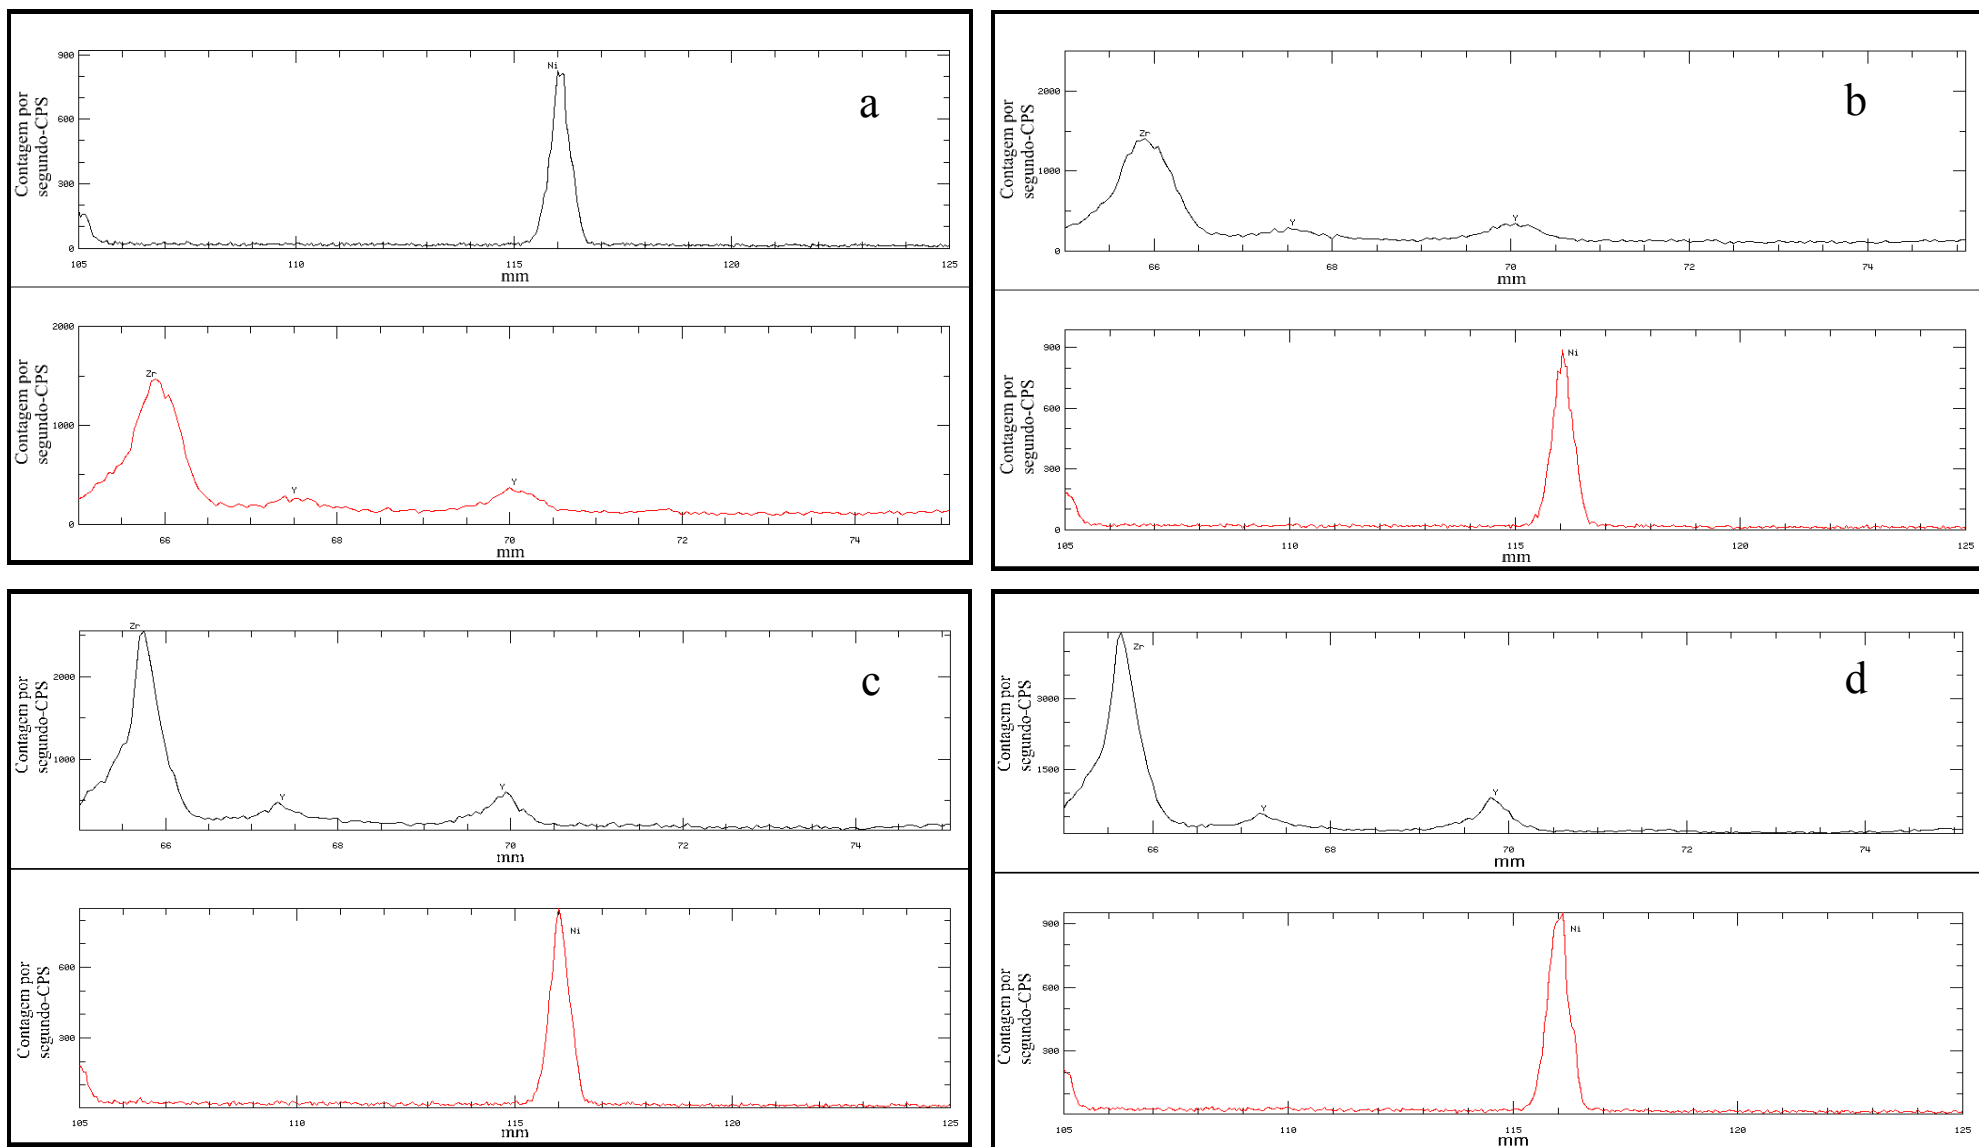 900
600
300
0
Contagem por
segundo-CPS
Ni
a
105
110
115
120
125
mm
2000
1000
0
Contagem por
segundo-CPS
Zr
Y
Y
66
68
70
72
74
mm
2000
1000
0
Contagem por
segundo-CPS
Zr
Y
Y
b
66
68
70
72
74
mm
900
600
300
0
Contagem por
segundo-CPS
Ni
105
110
115
120
125
mm
2000
1000
Contagem por
segundo-CPS
Zr
Y
Y
c
66
68
70
72
74
mm
600
300
Contagem por
segundo-CPS
Ni
105
110
115
120
125
mm
3000
1500
Contagem por
segundo-CPS
Zr
Y
Y
d
66
68
70
72
74
mm
900
600
300
Contagem por
segundo-CPS
Ni
105
110
115
120
125
mm